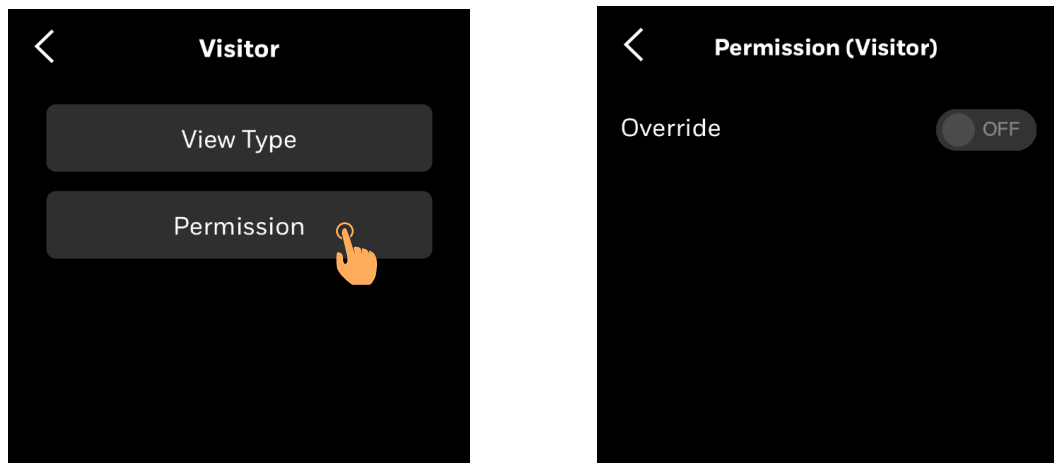 Visitor
View Type
Permission
Permission (Visitor)
Override
OFF